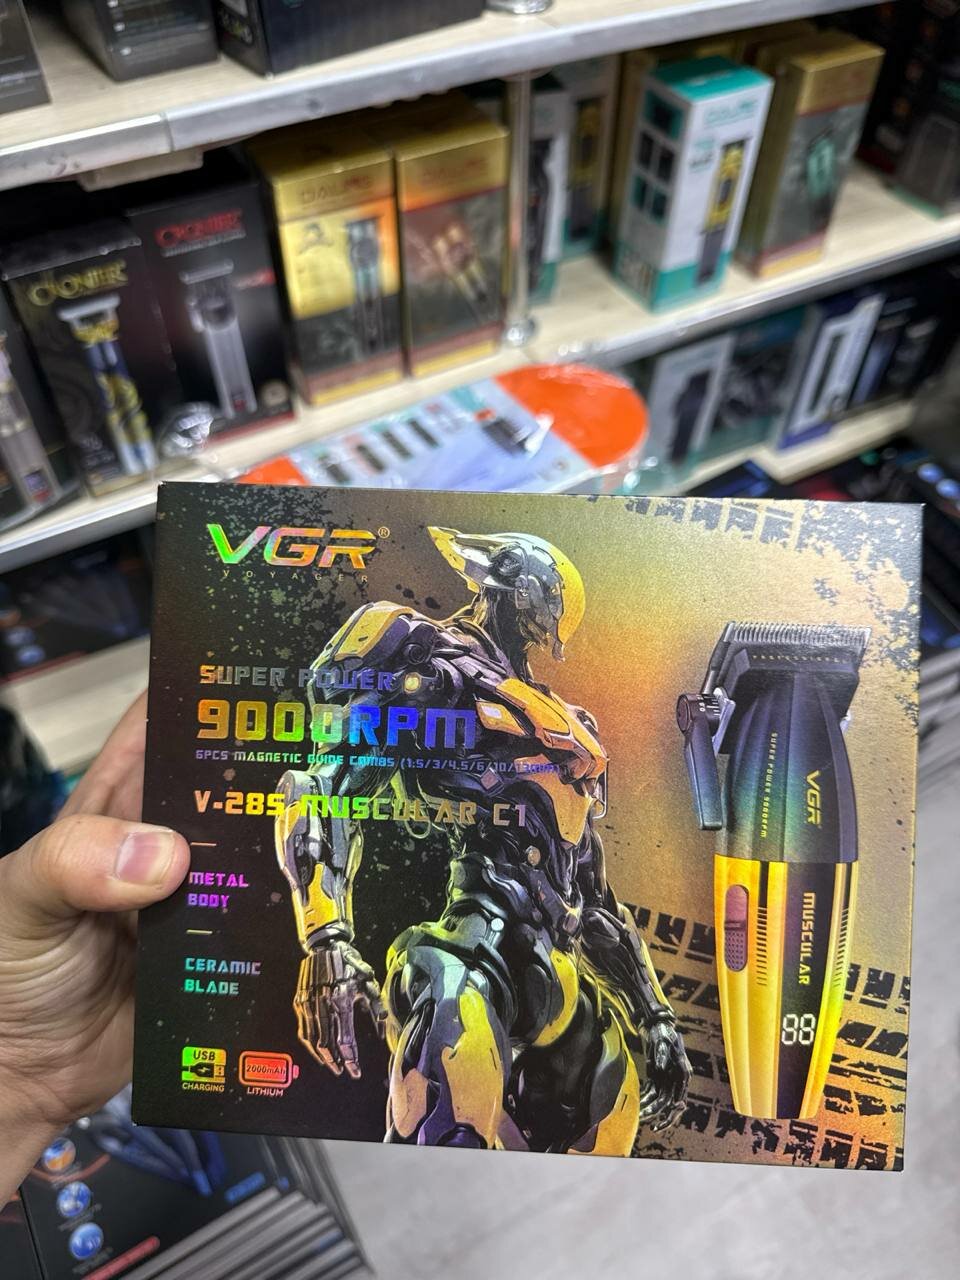 VGR®
VOYAGER
SUPER POWER
9000RPM
6PCS MAGNETIC GUIDE COMBS (1.5/3/4.5/6/10/13MM)
V-285 MUSCULAR C1
METAL
BODY
CERAMIC
BLADE
USB
CHARGING
2000mAh
LITHIUM
SUPER POWER 9000RPM
VGR
MUSCULAR
88